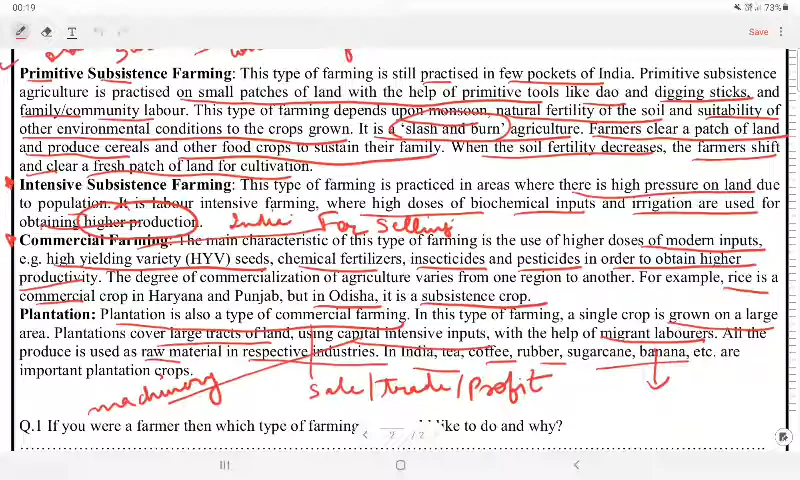 00:19
73%
T
Save
Primitive Subsistence Farming: This type of farming is still practised in few pockets of India. Primitive subsistence
agriculture is practised on small patches of land with the help of primitive tools like dao and digging sticks, and
family/community labour. This type of farming depends upon monsoon, natural fertility of the soil and suitability of
other environmental conditions to the crops grown. It is a 'slash and burn' agriculture. Farmers clear a patch of land
and produce cereals and other food crops to sustain their family. When the soil fertility decreases, the farmers shift
and clear a fresh patch of land for cultivation.
Intensive Subsistence Farming: This type of farming is practiced in areas where there is high pressure on land due
to population. It is labour intensive farming, where high doses of biochemical inputs and irrigation are used for
obtaining higher production. India For Selling
Commercial Farming: The main characteristic of this type of farming is the use of higher doses of modern inputs,
e.g. high yielding variety (HYV) seeds, chemical fertilizers, insecticides and pesticides in order to obtain higher
productivity. The degree of commercialization of agriculture varies from one region to another. For example, rice is a
commercial crop in Haryana and Punjab, but in Odisha, it is a subsistence crop.
Plantation: Plantation is also a type of commercial farming. In this type of farming, a single crop is grown on a large
area. Plantations cover large tracts of land, using capital intensive inputs, with the help of migrant labourers. All the
produce is used as raw material in respective industries. In India, tea, coffee, rubber, sugarcane, banana, etc. are
important plantation crops.
machinery Sale/trade/Profit
Q.1 If you were a farmer then which type of farming like to do and why?
2 / 2